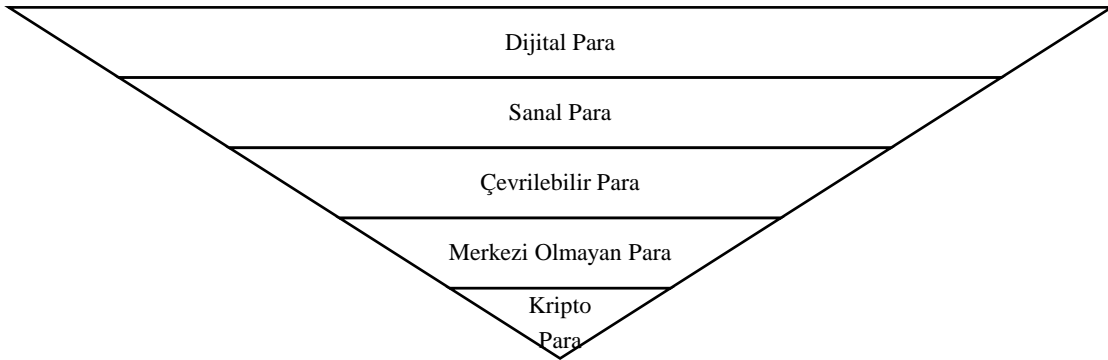 Dijital Para
Sanal Para
Çevrilebilir Para
Merkezi Olmayan Para
Kripto
Para